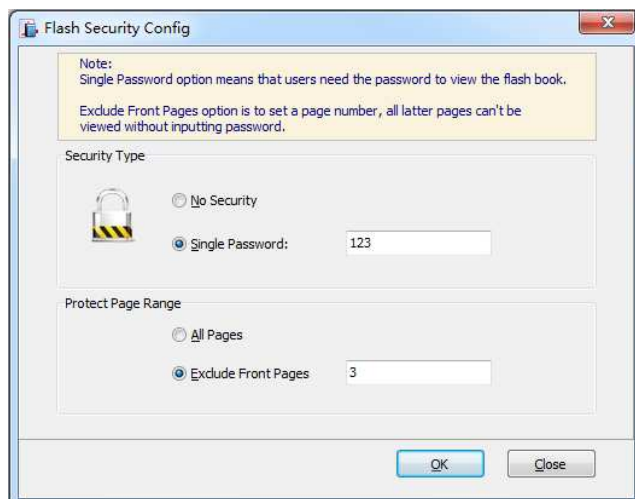 Flash Security Config
Note:
Single Password option means that users need the password to view the flash book.
Exclude Front Pages option is to set a page number, all latter pages can't be
viewed without inputting password.
Security Type
No Security
Single Password: 123
Protect Page Range
All Pages
Exclude Front Pages 3
OK Close